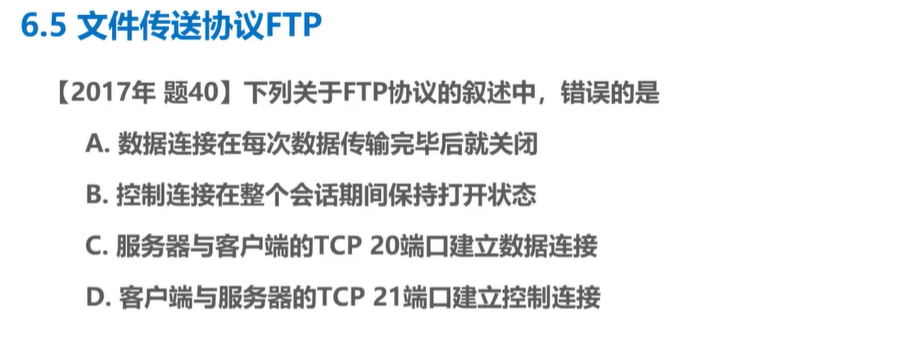 6.5 文件传送协议FTP
【2017年 题40】下列关于FTP协议的叙述中，错误的是
A. 数据连接在每次数据传输完毕后就关闭
B. 控制连接在整个会话期间保持打开状态
C. 服务器与客户端的TCP 20端口建立数据连接
D. 客户端与服务器的TCP 21端口建立控制连接